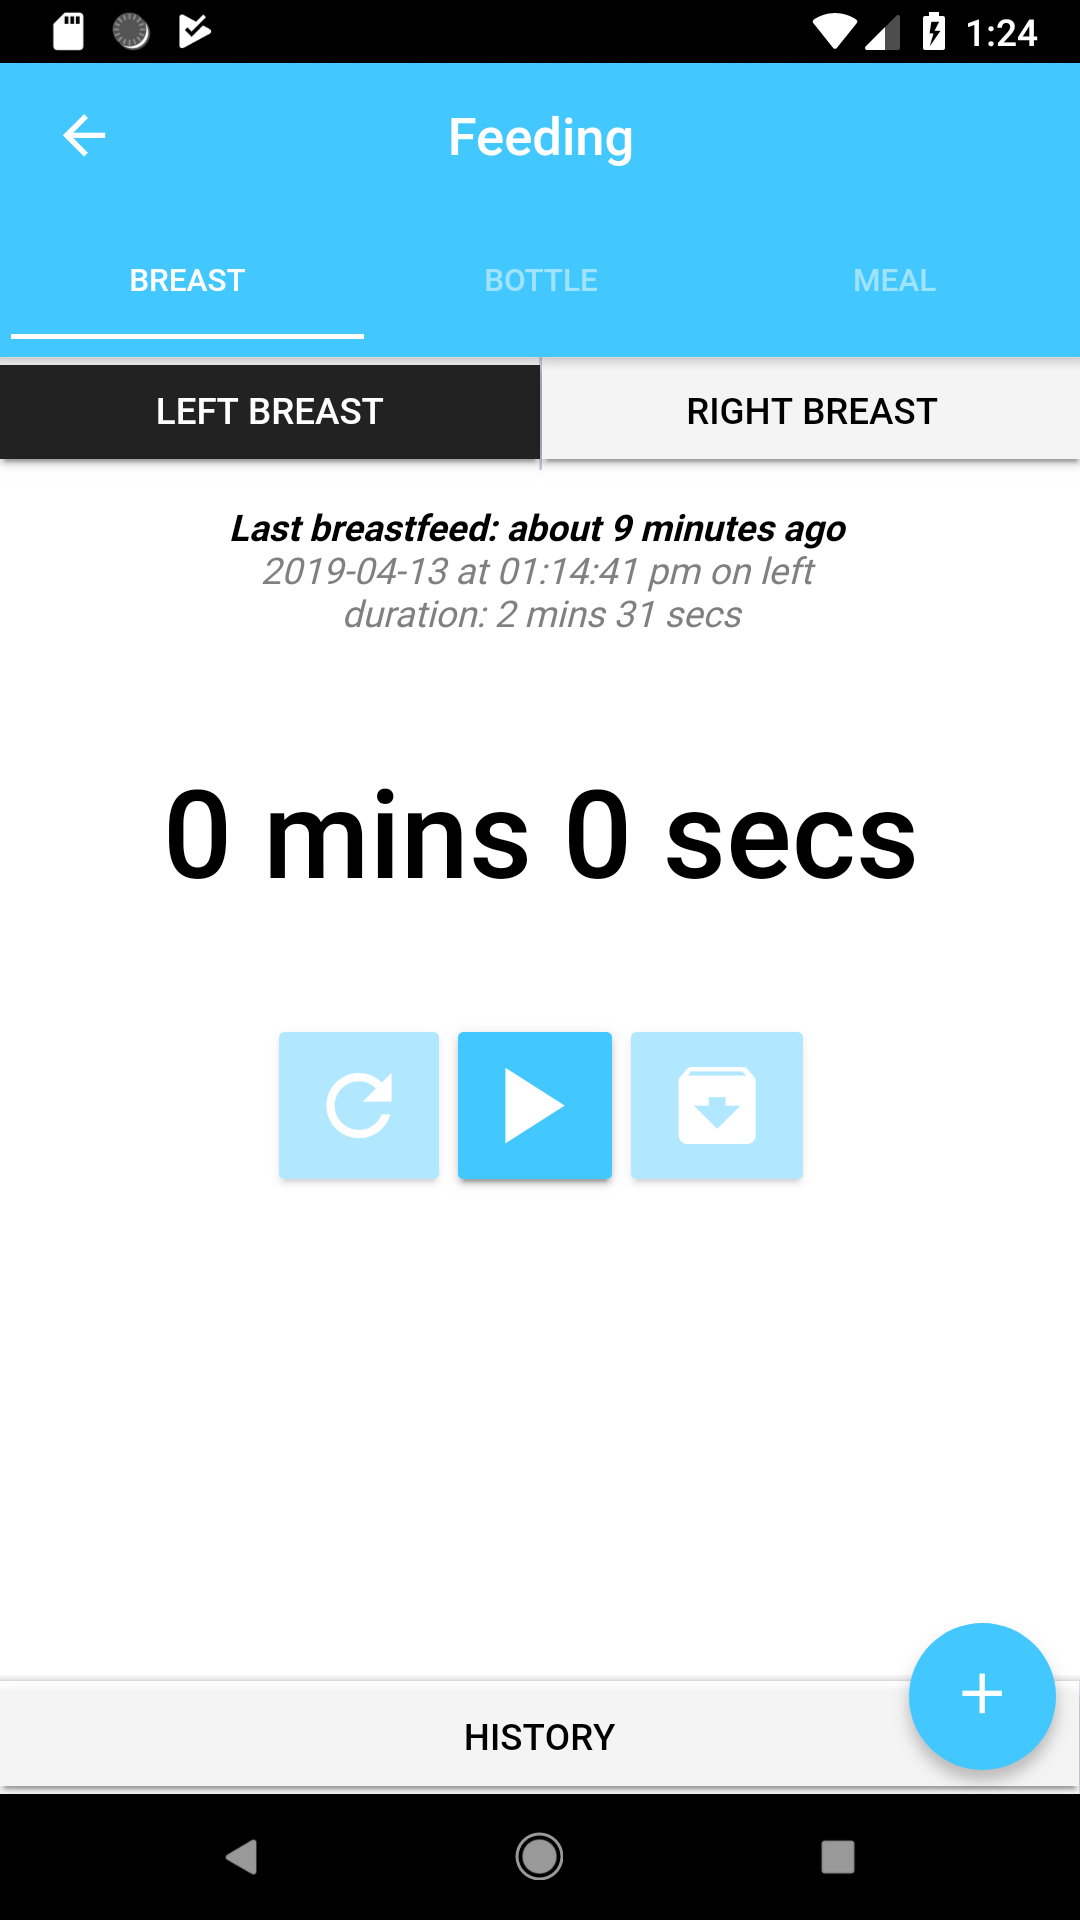 1:24
Feeding
BREAST BOTTLE MEAL
LEFT BREAST RIGHT BREAST
Last breastfeed: about 9 minutes ago
2019-04-13 at 01:14:41 pm on left
duration: 2 mins 31 secs
0 mins 0 secs
HISTORY